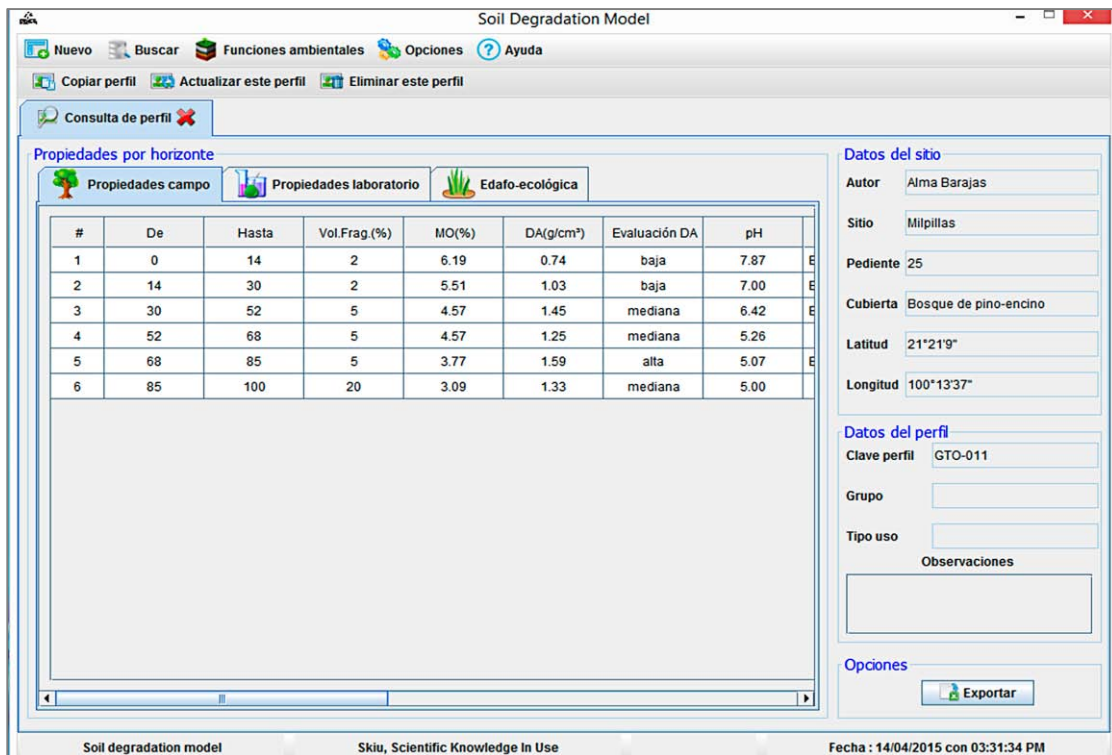 Soil Degradation Model
Nuevo Buscar Funciones ambientales Opciones ? Ayuda
Copiar perfil Actualizar este perfil Eliminar este perfil
Consulta de perfil
Propiedades por horizonte
Propiedades campo Propiedades laboratorio Edafo-ecológica
# De Hasta Vol.Frag.(%) MO(%) DA(g/cm³) Evaluación DA pH
1 0 14 2 6.19 0.74 baja 7.87 E
2 14 30 2 5.51 1.03 baja 7.00 E
3 30 52 5 4.57 1.45 mediana 6.42 E
4 52 68 5 4.57 1.25 mediana 5.26
5 68 85 5 3.77 1.59 alta 5.07 E
6 85 100 20 3.09 1.33 mediana 5.00
Datos del sitio
Autor Alma Barajas
Sitio Milpillas
Pediente 25
Cubierta Bosque de pino-encino
Latitud 21°21'9"
Longitud 100°13'37"
Datos del perfil
Clave perfil GTO-011
Grupo
Tipo uso
Observaciones
Opciones
Exportar
Soil degradation model Skiu, Scientific Knowledge In Use Fecha : 14/04/2015 con 03:31:34 PM